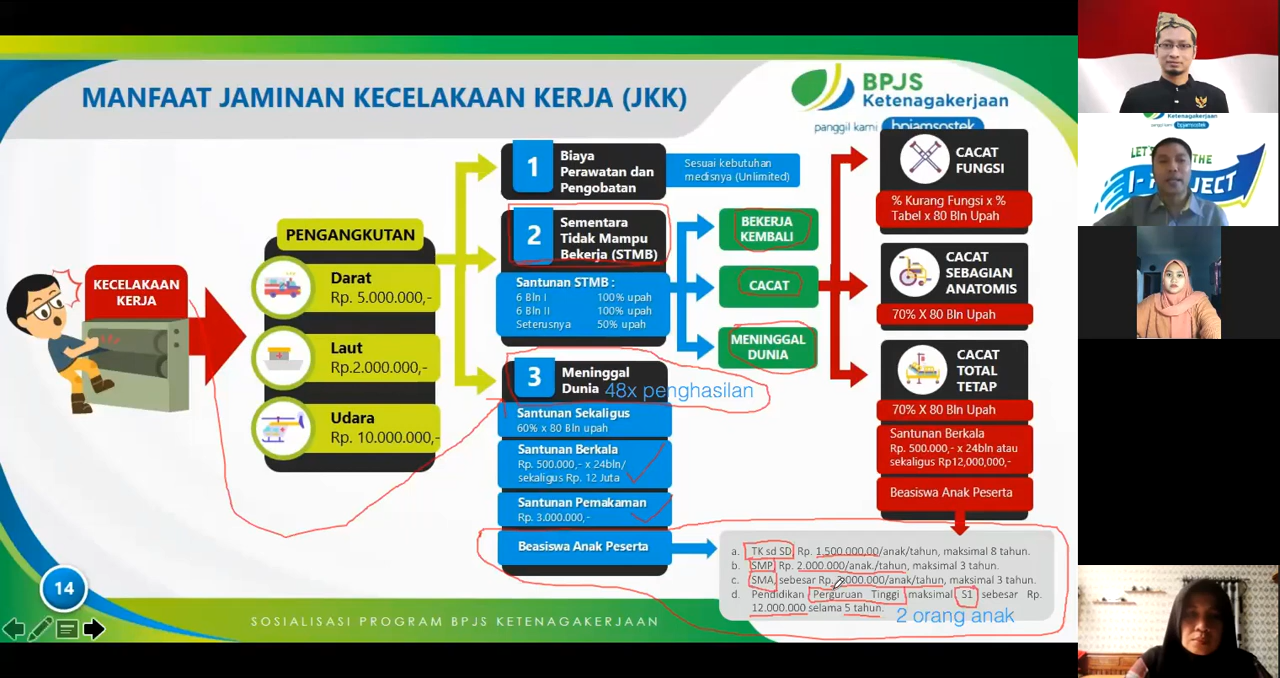 MANFAAT JAMINAN KECELAKAAN KERJA (JKK)
BPJS
Ketenagakerjaan
panggil kami bpjamsostek
KECELAKAAN
KERJA
PENGANGKUTAN
Darat
Rp. 5.000.000,-
Laut
Rp.2.000.000,-
Udara
Rp. 10.000.000,-
1
Biaya
Perawatan dan
Pengobatan
Sesuai kebutuhan
medisnya (Unlimited)
2
Sementara
Tidak Mampu
Bekerja (STMB)
Santunan STMB :
6 Bln I 100% upah
6 Bln II 100% upah
Seterusnya 50% upah
BEKERJA
KEMBALI
CACAT
MENINGGAL
DUNIA
3
Meninggal
Dunia
48x penghasilan
Santunan Sekaligus
60% x 80 bln upah
Santunan Berkala
Rp. 500.000,- x 24bln/
sekaligus Rp. 12 Juta
Santunan Pemakaman
Rp. 3.000.000,-
Beasiswa Anak Peserta
CACAT
FUNGSI
% Kurang Fungsi x %
Tabel x 80 Bln Upah
CACAT
SEBAGIAN
ANATOMIS
70% X 80 Bln Upah
CACAT
TOTAL
TETAP
70% X 80 Bln Upah
Santunan Berkala
Rp. 500.000,- x 24bln atau
sekaligus Rp12,000,000,-
Beasiswa Anak Peserta
a. TK sd SD Rp. 1.500.000,00/anak/tahun, maksimal 8 tahun.
b. SMP Rp. 2.000.000/anak./tahun, maksimal 3 tahun.
c. SMA, sebesar Rp. 000.000/anak/tahun, maksimal 3 tahun.
d. Pendidikan Perguruan Tinggi maksimal S1 sebesar Rp.
12.000.000 selama 5 tahun.
2 orang anak
14
SOSIALISASI PROGRAM BPJS KETENAGAKERJAAN
panggil kami bpjamsostek
LET'S THE